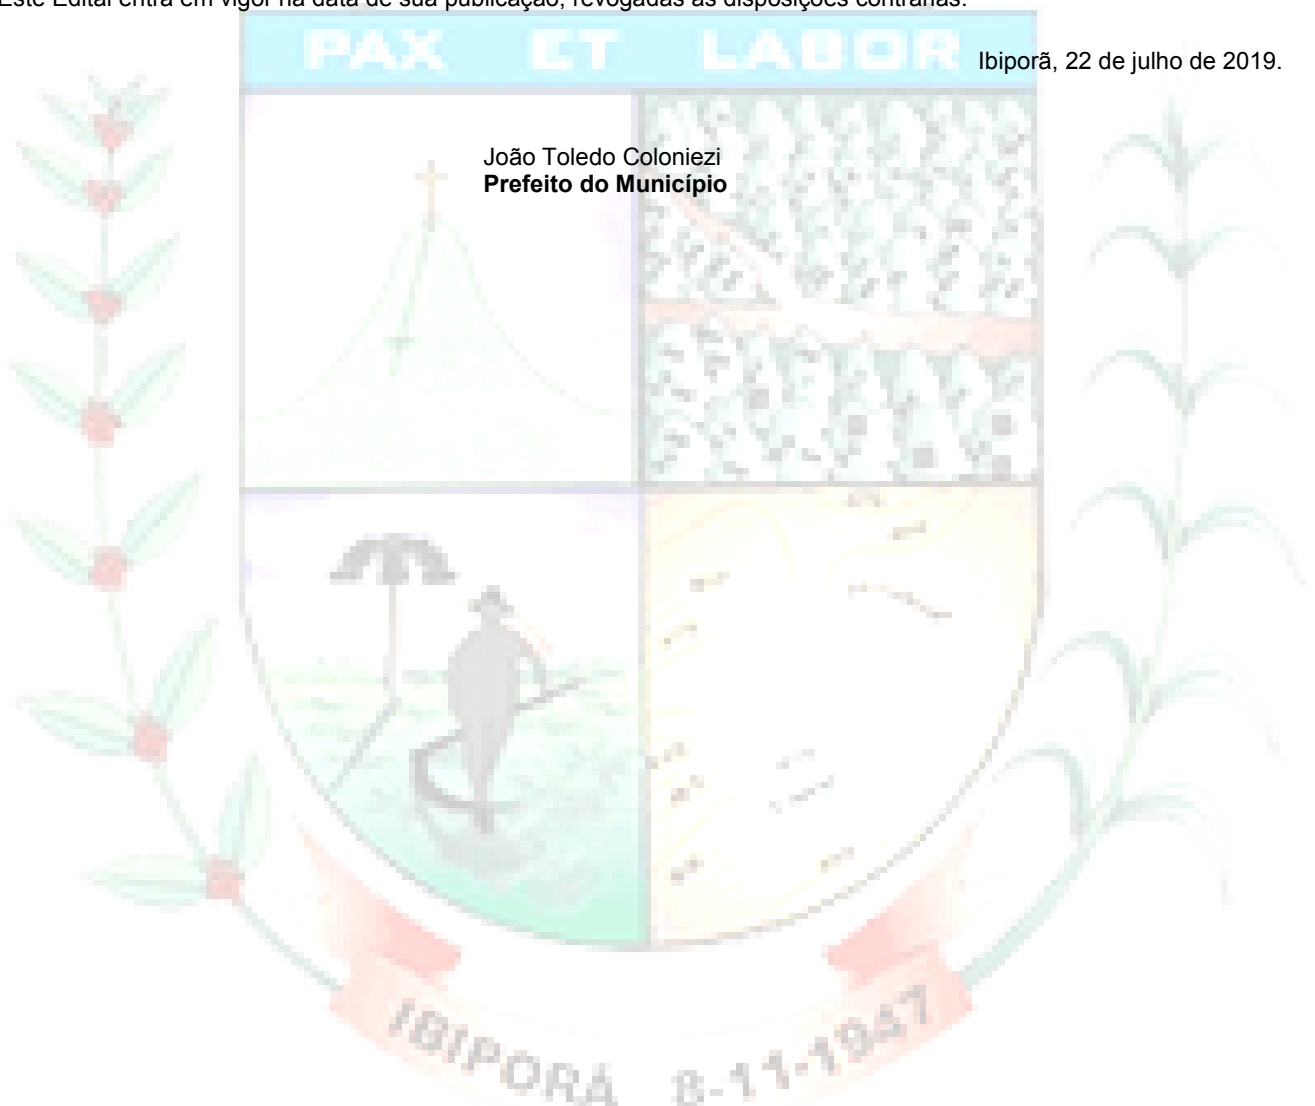 Este Edital entra em vigor na data de sua publicação, revogadas as disposições contrárias.
PAX ET LABOR
Ibiporã, 22 de julho de 2019.
João Toledo Coloniezi
Prefeito do Município
IBIPORÃ 8-11-1947